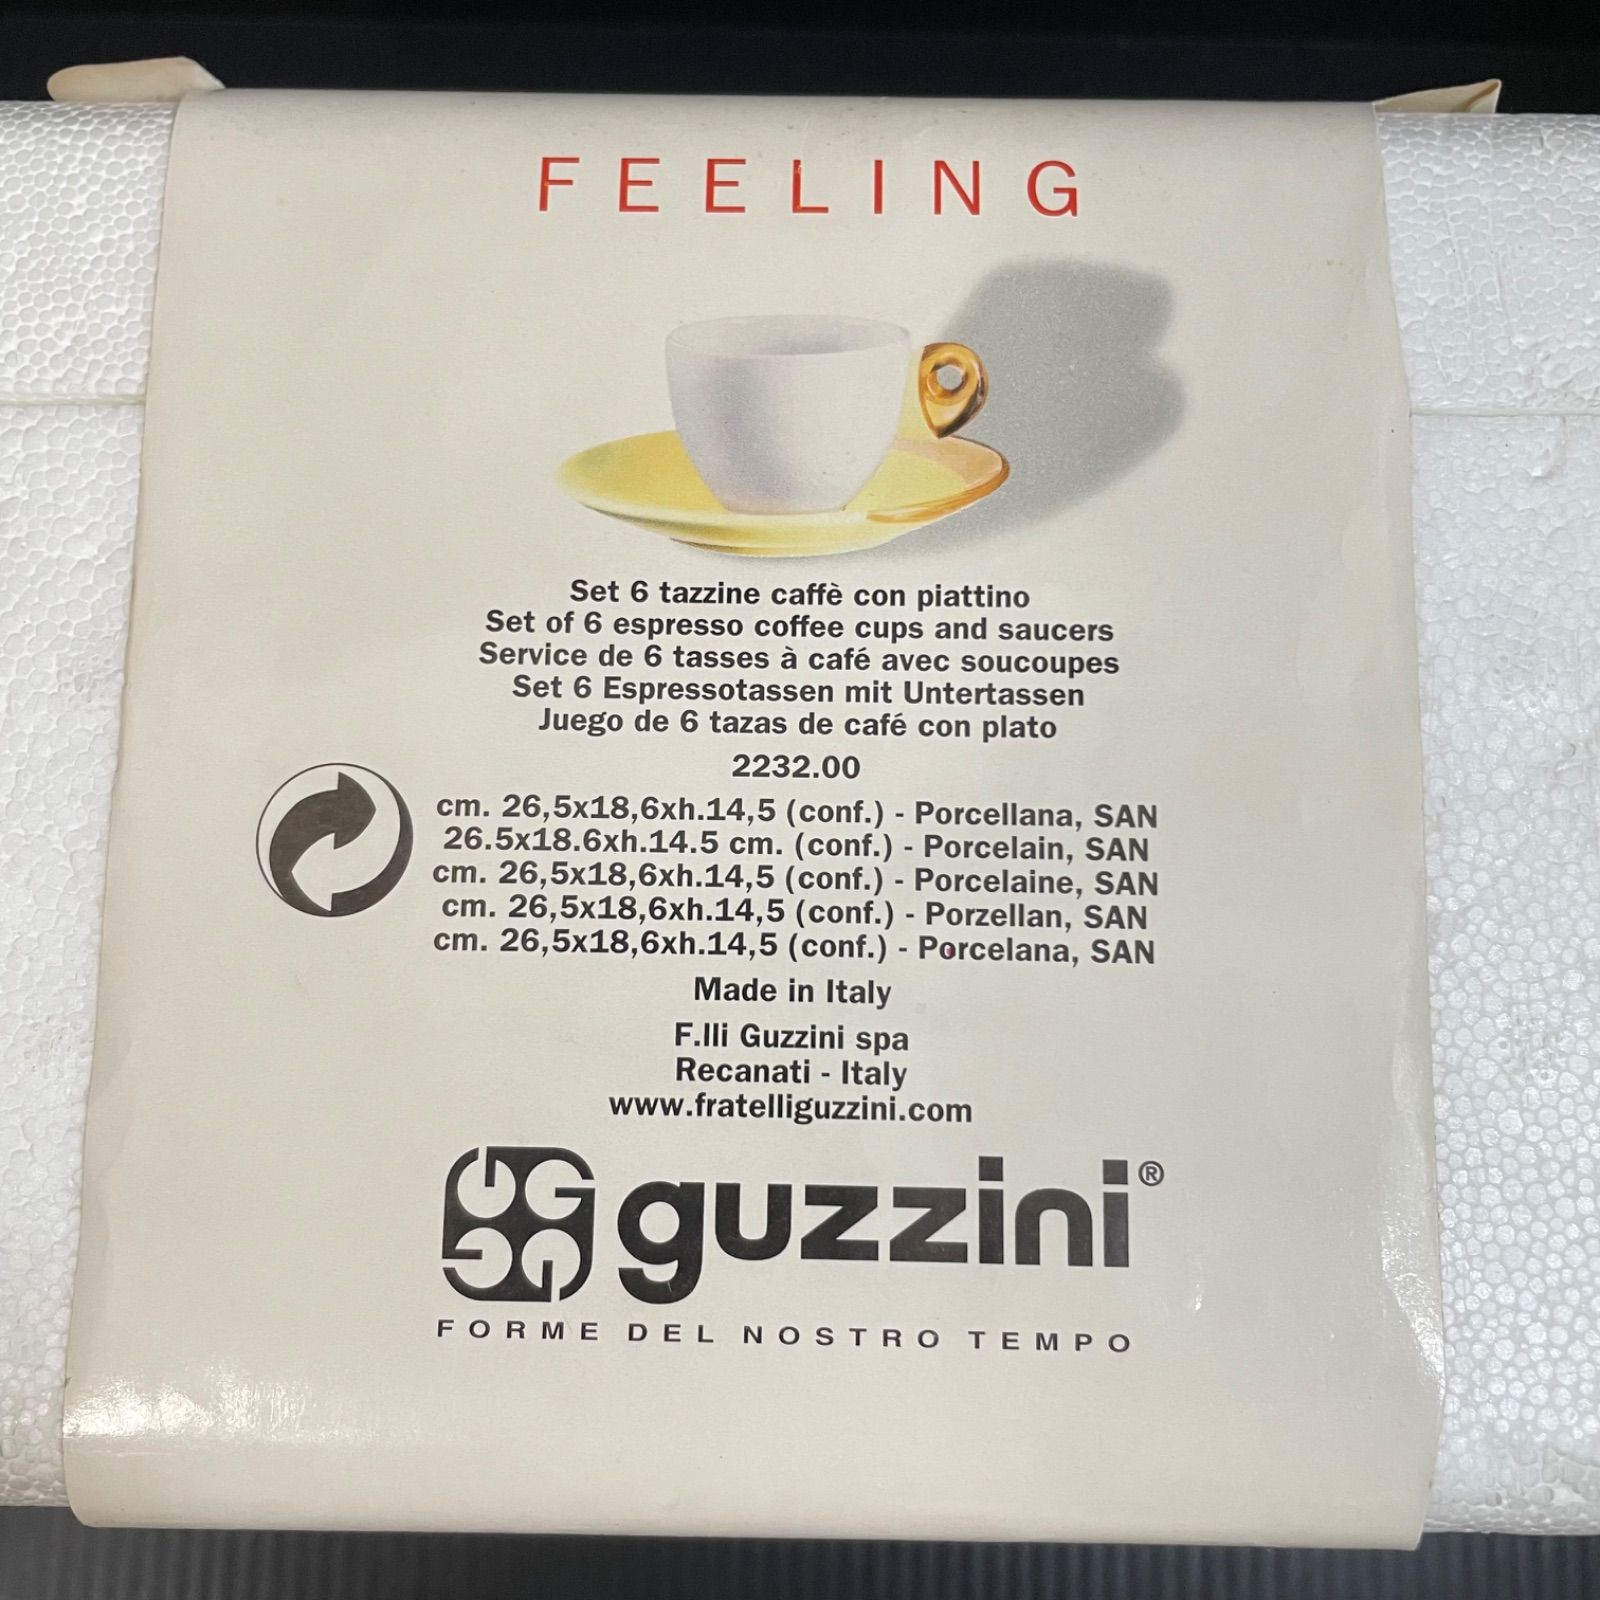 FEELING
Set 6 tazzine caffè con piattino
Set of 6 espresso coffee cups and saucers
Service de 6 tasses à café avec soucoupes
Set 6 Espressotassen mit Untertassen
Juego de 6 tazas de café con plato
2232.00
cm. 26,5x18,6xh.14,5 (conf.) - Porcellana, SAN
26.5x18.6xh.14.5 cm. (conf.) - Porcelain, SAN
cm. 26,5x18,6xh.14,5 (conf.) - Porcelaine, SAN
cm. 26,5x18,6xh.14,5 (conf.) - Porzellan, SAN
cm. 26,5x18,6xh.14,5 (conf.) - Porcelana, SAN
Made in Italy
F.lli Guzzini spa
Recanati - Italy
www.fratelliguzzini.com
guzzini®
FORME DEL NOSTRO TEMPO